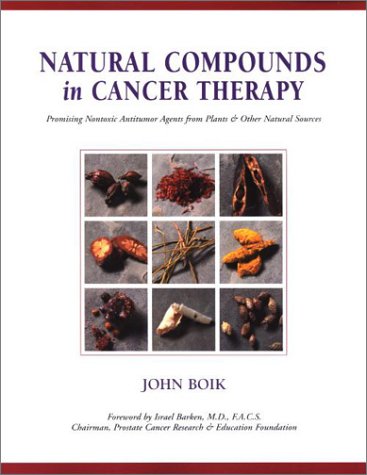 NATURAL COMPOUNDS
in CANCER THERAPY
Promising Nontoxic Antitumor Agents from Plants & Other Natural Sources
JOHN BOIK
Foreword by Israel Barken, M.D., F.A.C.S.
Chairman. Prostate Cancer Research & Education Foundation